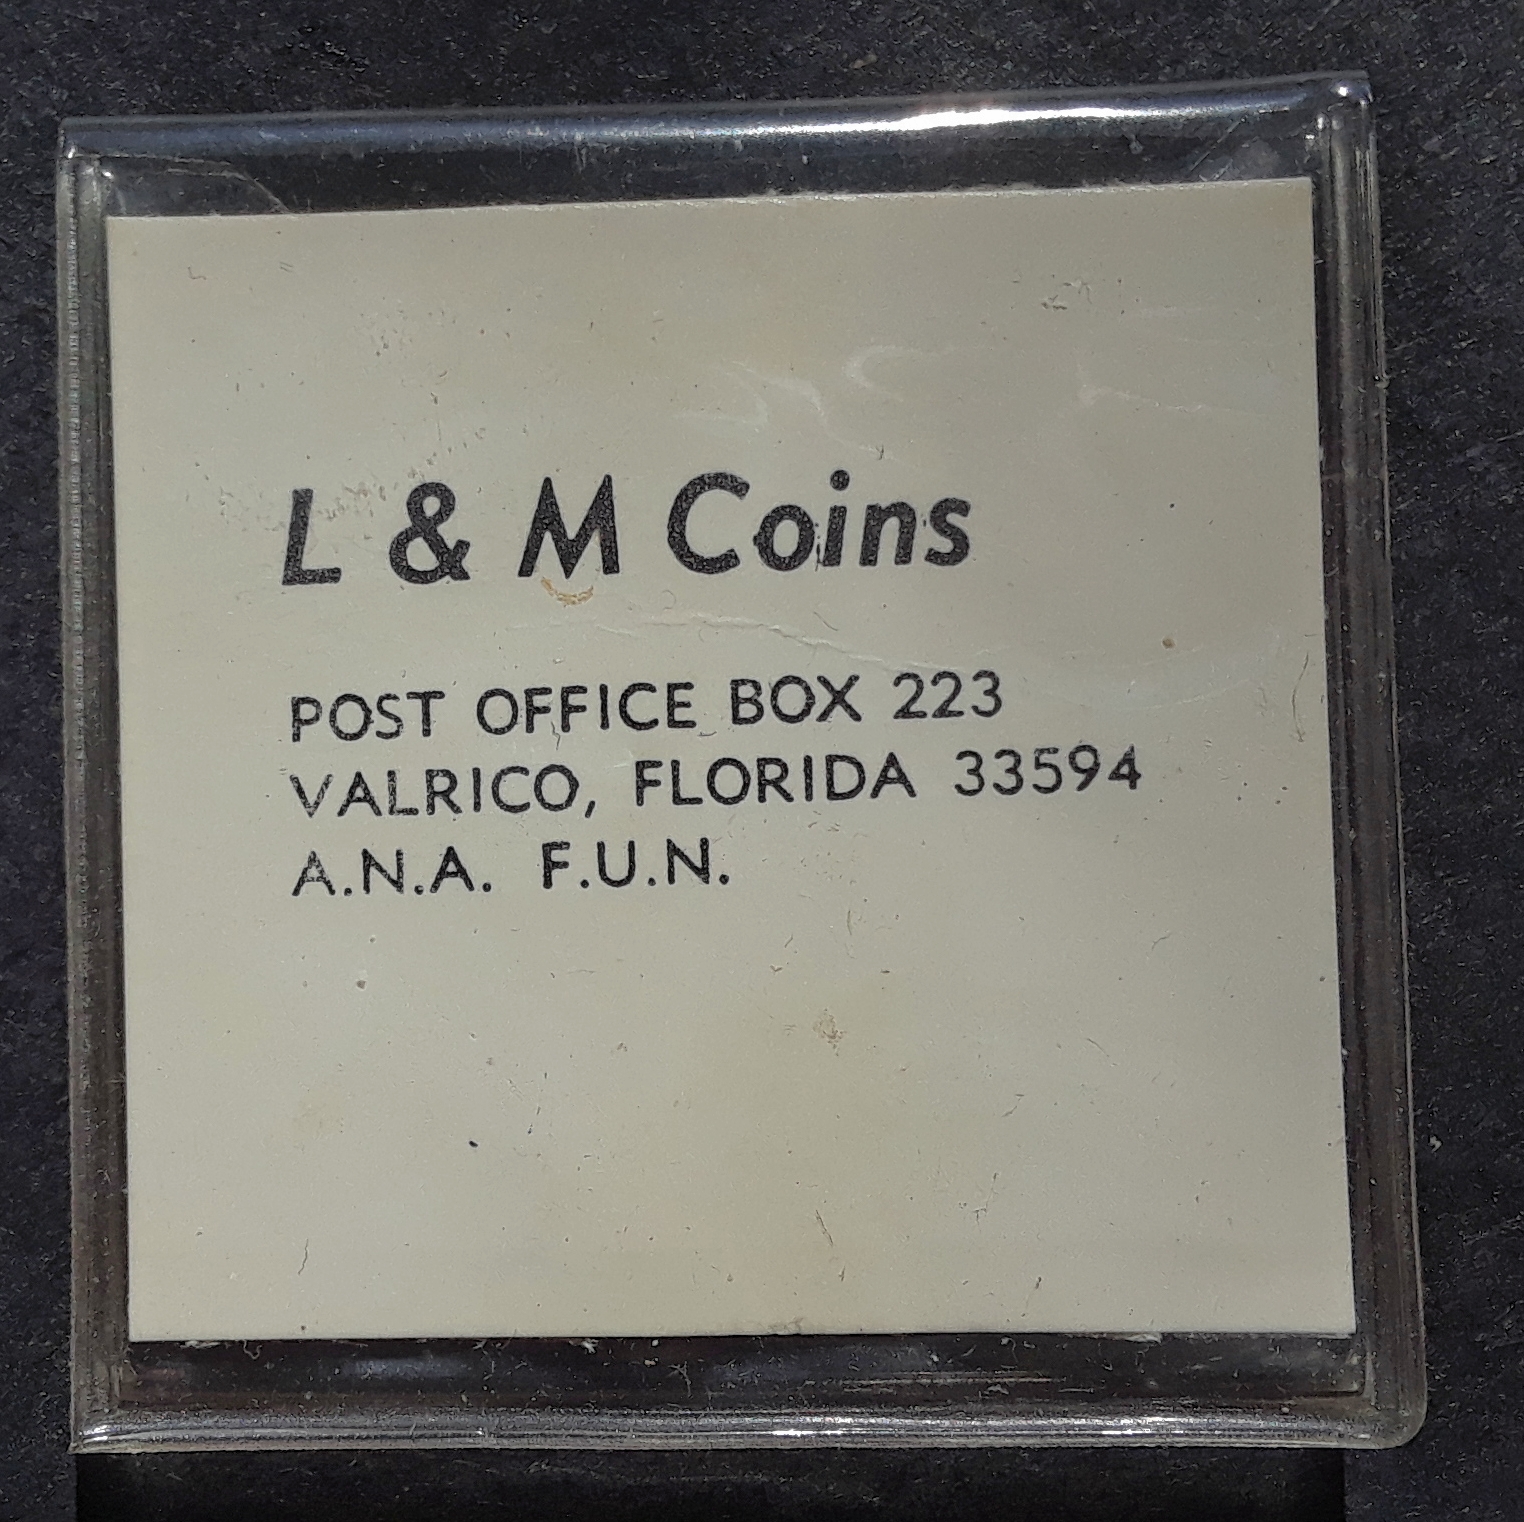 L & M Coins
POST OFFICE BOX 223
VALRICO, FLORIDA 33594
A.N.A. F.U.N.